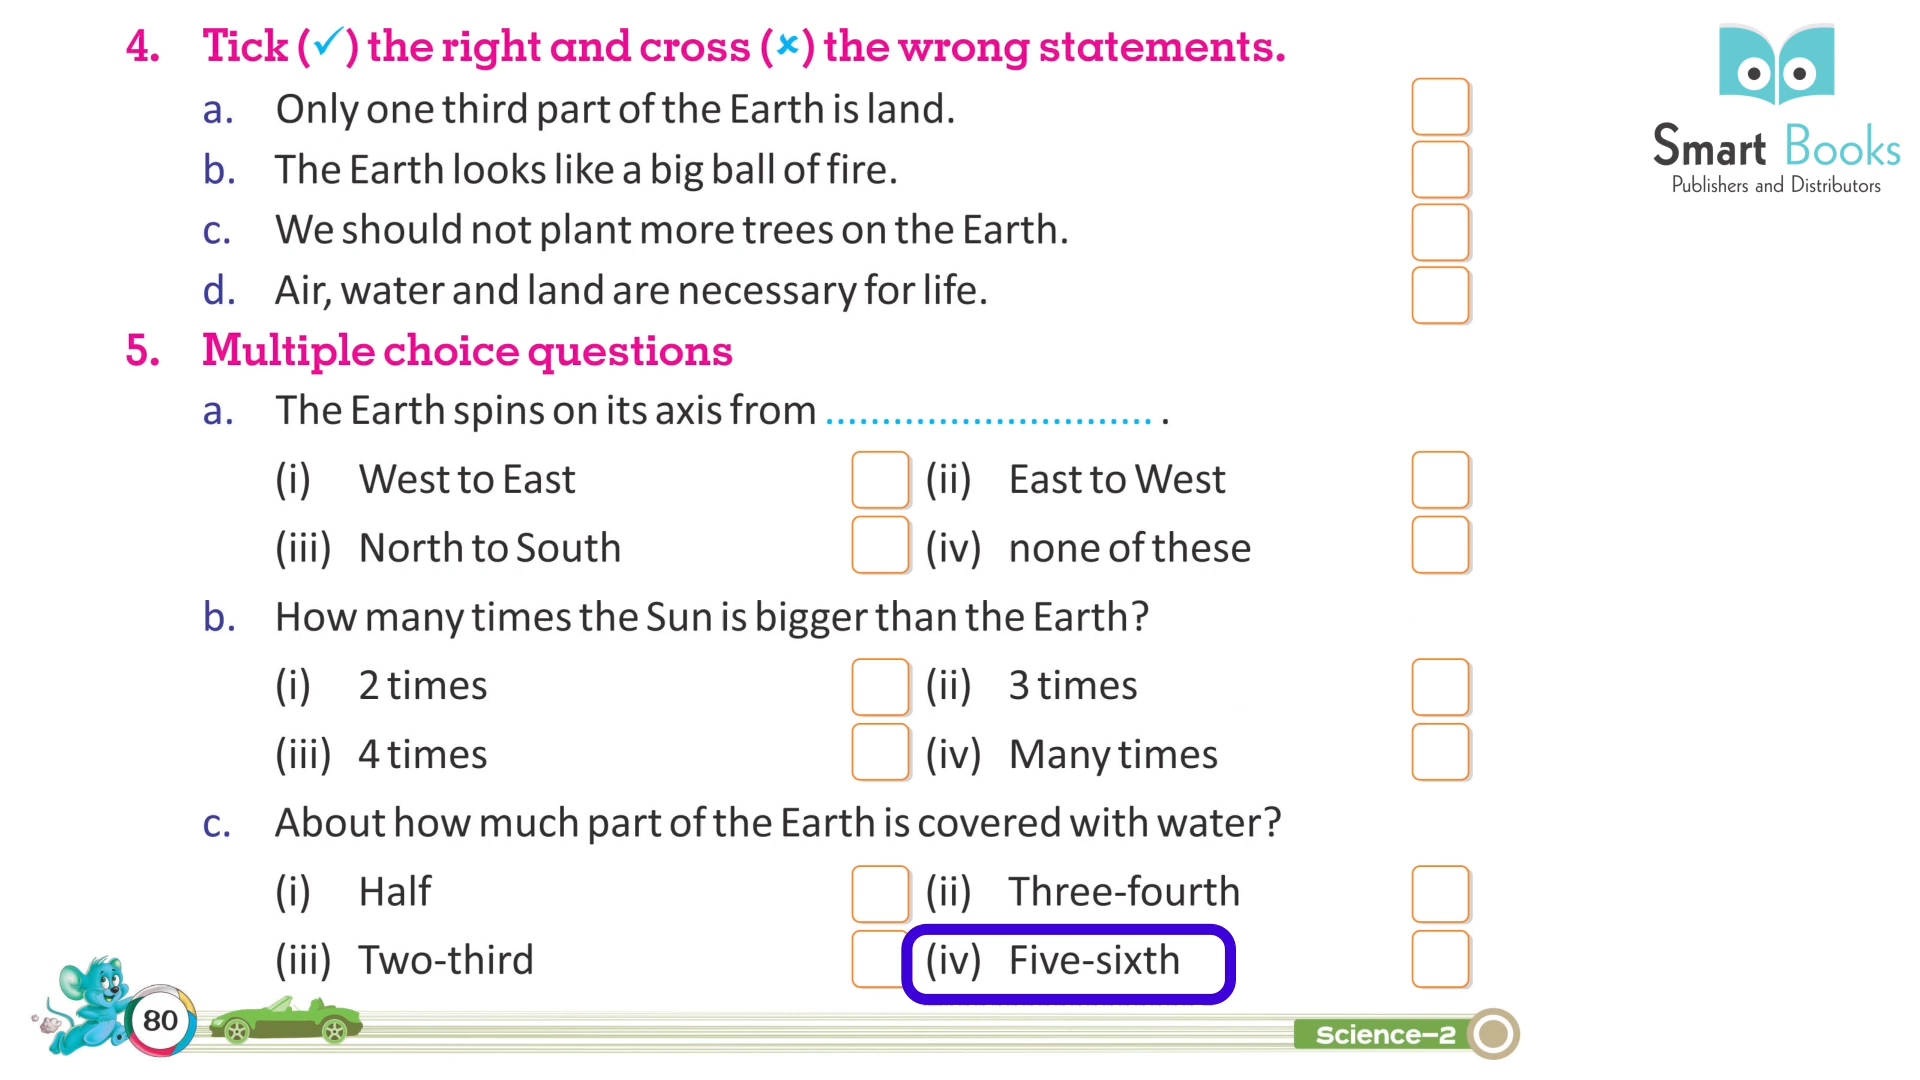 4. Tick (✓) the right and cross (×) the wrong statements.
a. Only one third part of the Earth is land.
b. The Earth looks like a big ball of fire.
c. We should not plant more trees on the Earth.
d. Air, water and land are necessary for life.
Smart Books
Publishers and Distributors
5. Multiple choice questions
a. The Earth spins on its axis from ............................. .
(i) West to East (ii) East to West
(iii) North to South (iv) none of these
b. How many times the Sun is bigger than the Earth?
(i) 2 times (ii) 3 times
(iii) 4 times (iv) Many times
c. About how much part of the Earth is covered with water?
(i) Half (ii) Three-fourth
(iii) Two-third (iv) Five-sixth
80
Science–2